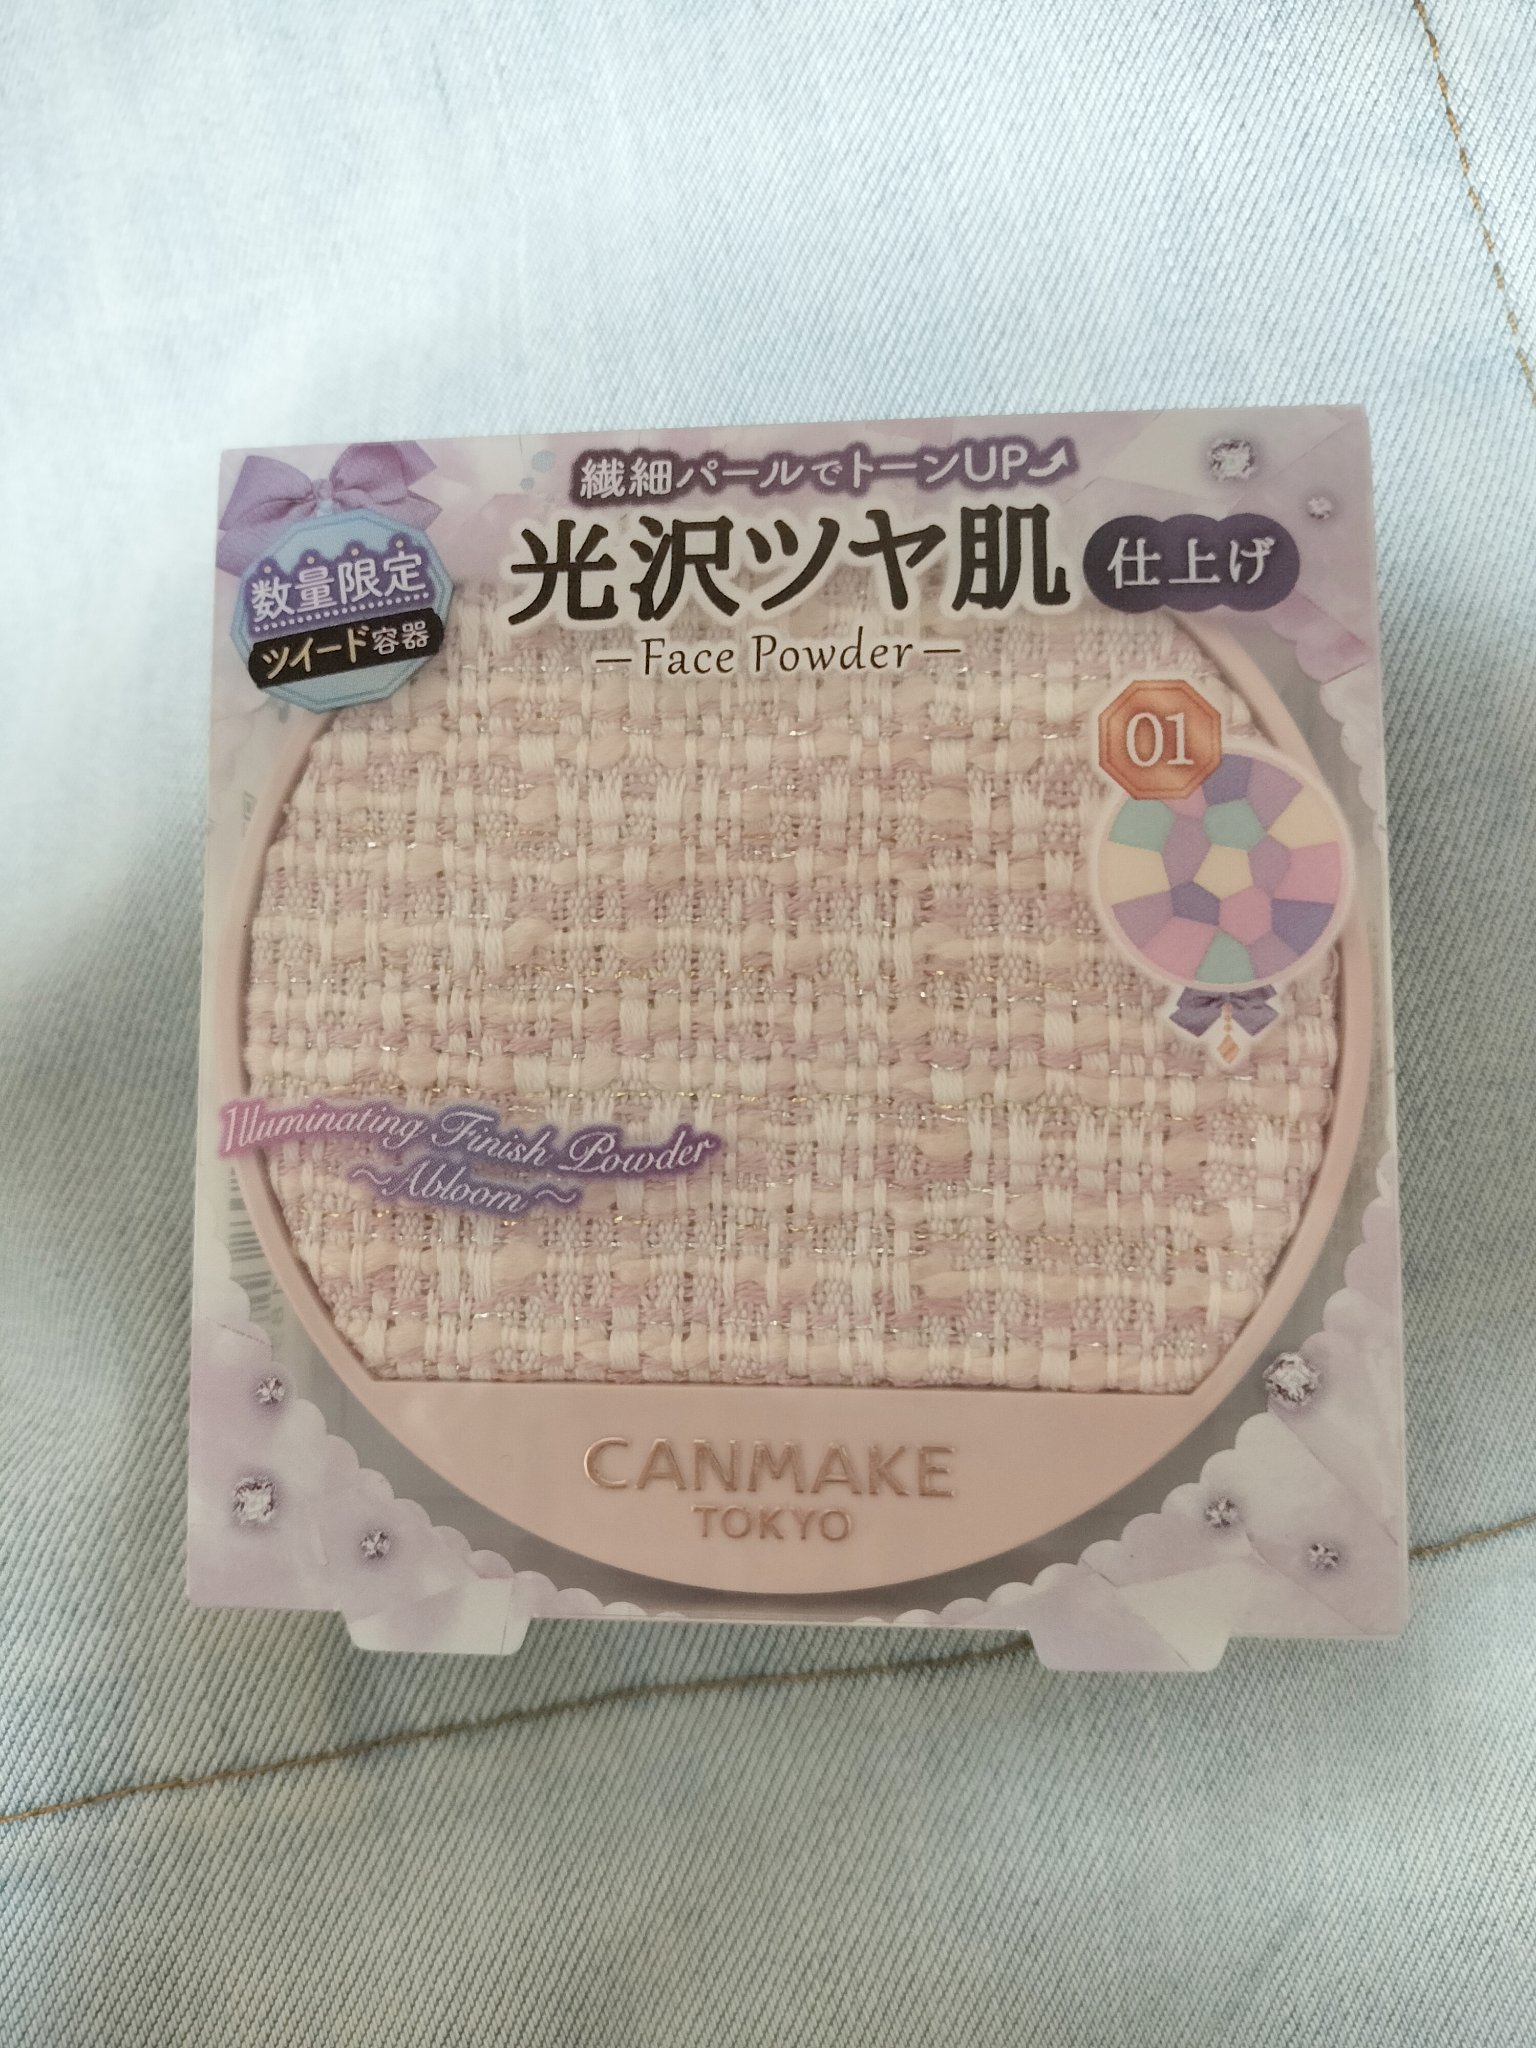 繊細パールでトーンUP⤴
光沢ツヤ肌 仕上げ
—Face Powder—
数量限定
ツイード容器
01
Illuminating Finish Powder
～Abloom～
CANMAKE
TOKYO